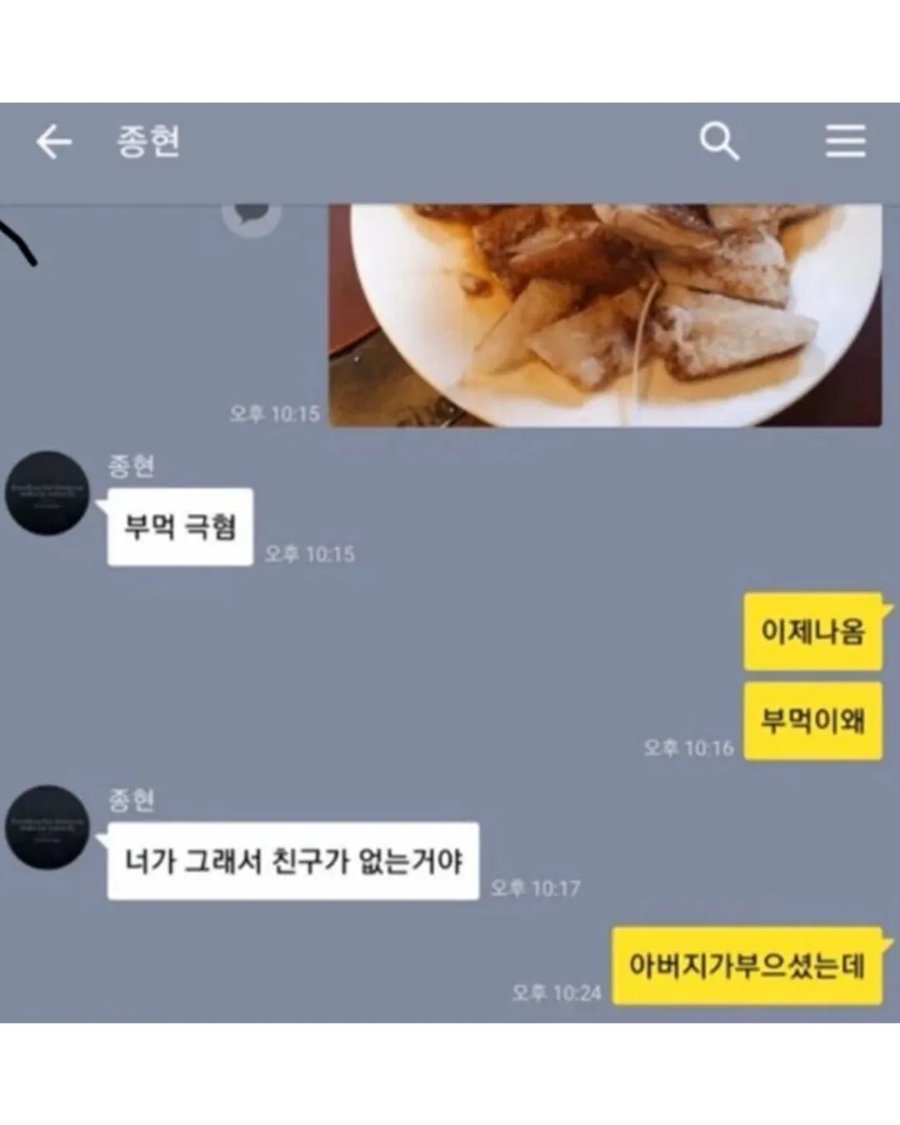 종현
오후 10:15
종현
부먹 극혐
오후 10:15
이제나옴
부먹이왜
오후 10:16
종현
너가 그래서 친구가 없는거야
오후 10:17
아버지가부으셨는데
오후 10:24